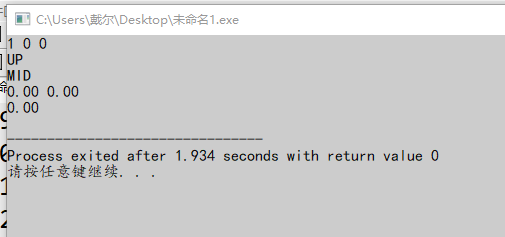 C:\Users\戴尔\Desktop\未命名1.exe
1 0 0
UP
MID
0.00 0.00
0.00
--------------------------------
Process exited after 1.934 seconds with return value 0
请按任意键继续. . .